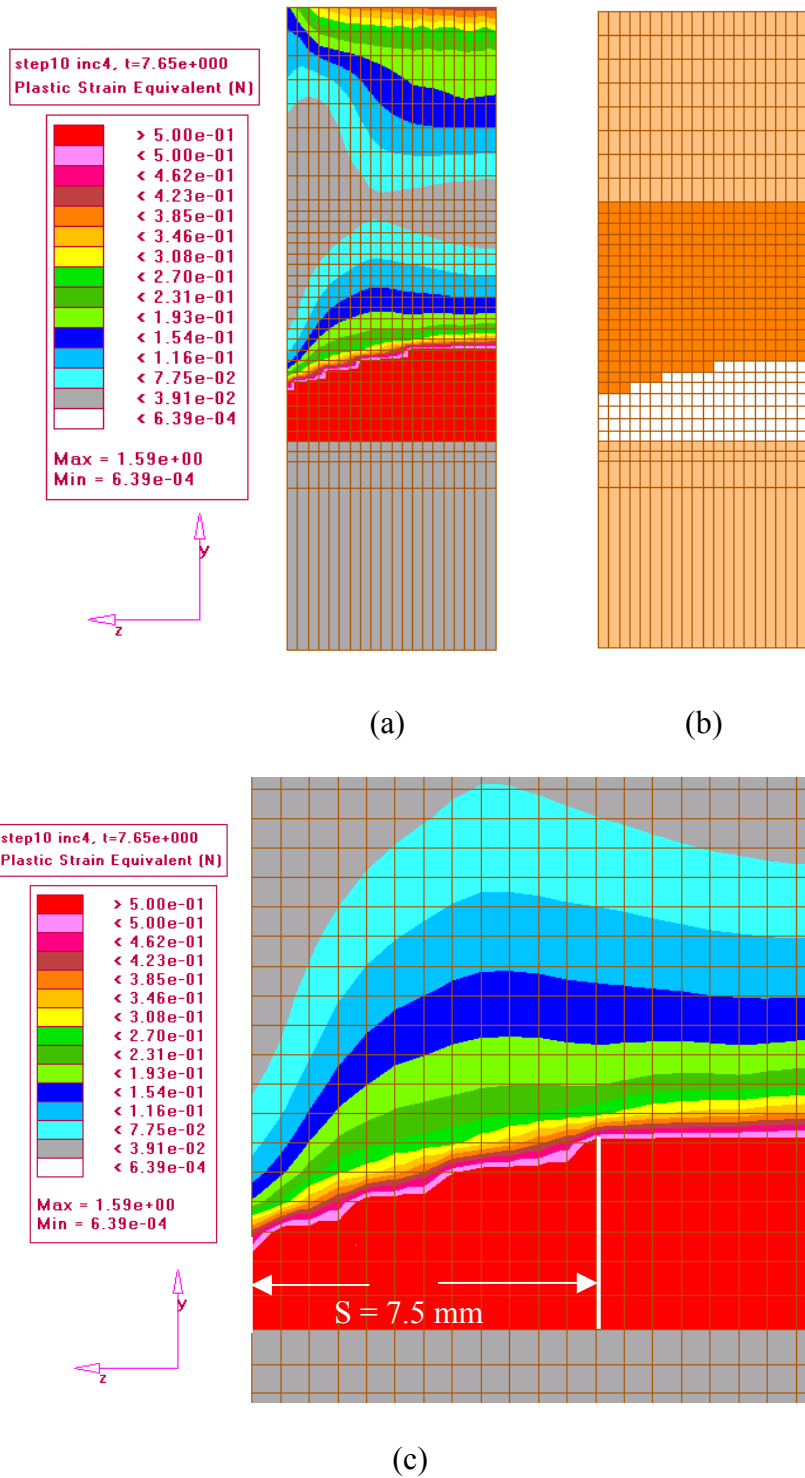 step10 inc4, t=7.65e+000
Plastic Strain Equivalent (N)
> 5.00e-01
< 5.00e-01
< 4.62e-01
< 4.23e-01
< 3.85e-01
< 3.46e-01
< 3.08e-01
< 2.70e-01
< 2.31e-01
< 1.93e-01
< 1.54e-01
< 1.16e-01
< 7.75e-02
< 3.91e-02
< 6.39e-04
Max = 1.59e+00
Min = 6.39e-04
y
z
(a)
(b)
step10 inc4, t=7.65e+000
Plastic Strain Equivalent (N)
> 5.00e-01
< 5.00e-01
< 4.62e-01
< 4.23e-01
< 3.85e-01
< 3.46e-01
< 3.08e-01
< 2.70e-01
< 2.31e-01
< 1.93e-01
< 1.54e-01
< 1.16e-01
< 7.75e-02
< 3.91e-02
< 6.39e-04
Max = 1.59e+00
Min = 6.39e-04
y
z
S = 7.5 mm
(c)